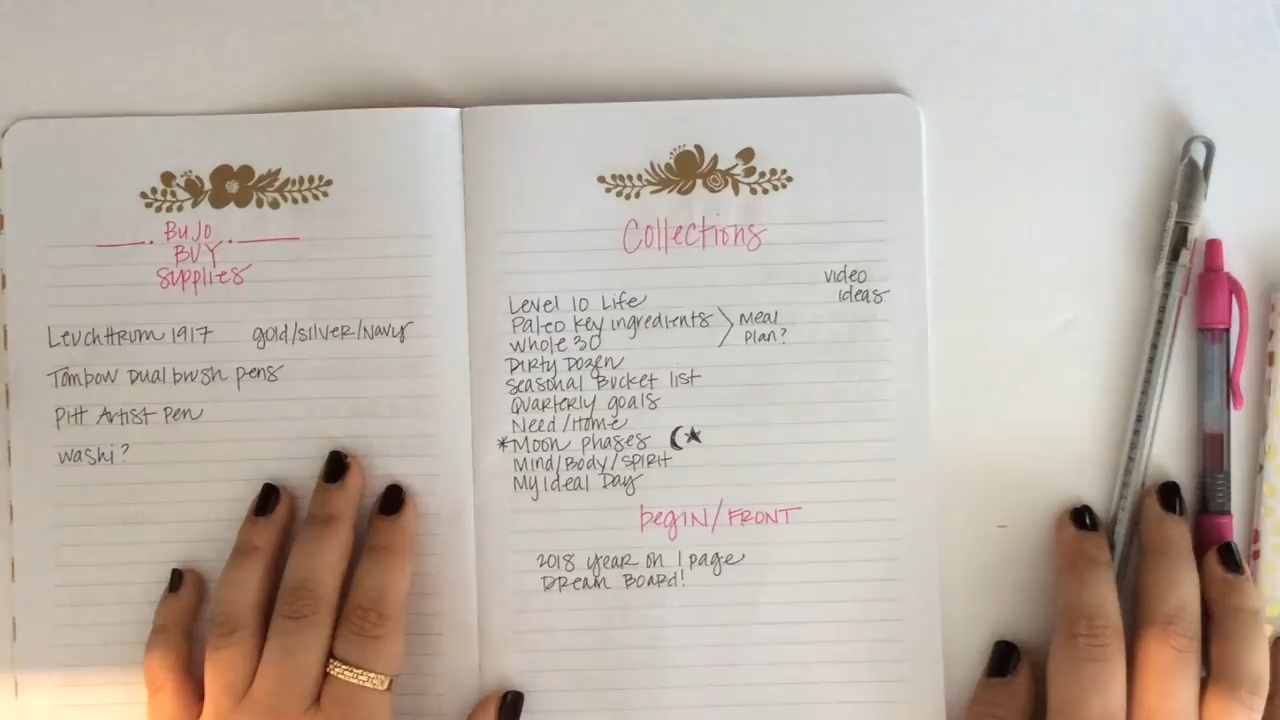 BuJo
BUY
supplies
Leuchttrum 1917 gold/silver/Navy
Tombow Dual brush pens
Pitt Artist Pen
washi?
Collections
video
ideas
Level 10 Life
Paleo key ingredients
Meal
Whole 30
Plan?
Dirty Dozen
Seasonal Bucket list
Quarterly goals
Need/Home
*Moon phases
Mind/Body/SPIRIT
My Ideal Day
begIN/FRONT
2018 year on 1 page
Dream Board!